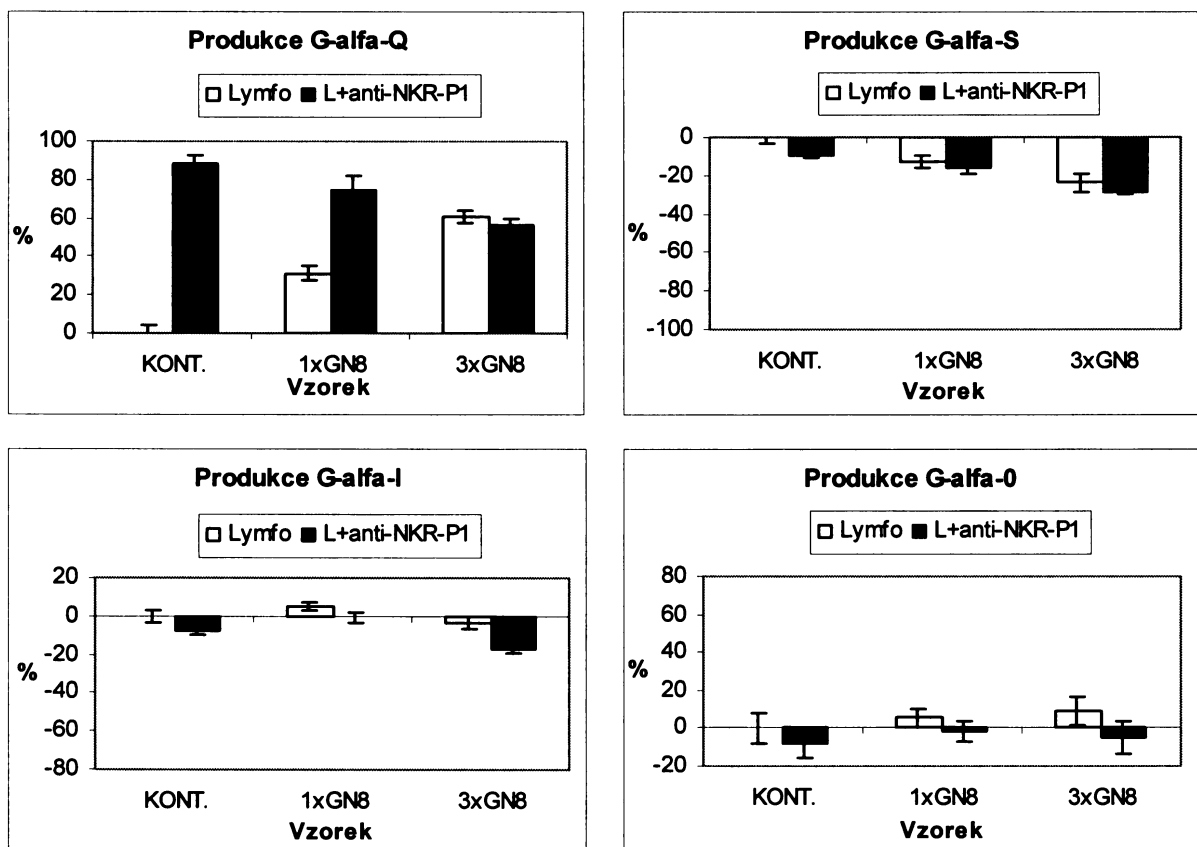 Produkce G-alfa-Q
Lymfo L+anti-NKR-P1
100
80
60
40
20
0
%
KONT. 1xGN8 3xGN8
Vzorek
Produkce G-alfa-S
Lymfo L+anti-NKR-P1
0
-20
-40
-60
-80
-100
%
KONT. 1xGN8 3xGN8
Vzorek
Produkce G-alfa-I
Lymfo L+anti-NKR-P1
20
0
-20
-40
-60
-80
%
KONT. 1xGN8 3xGN8
Vzorek
Produkce G-alfa-0
Lymfo L+anti-NKR-P1
80
60
40
20
0
-20
%
KONT. 1xGN8 3xGN8
Vzorek